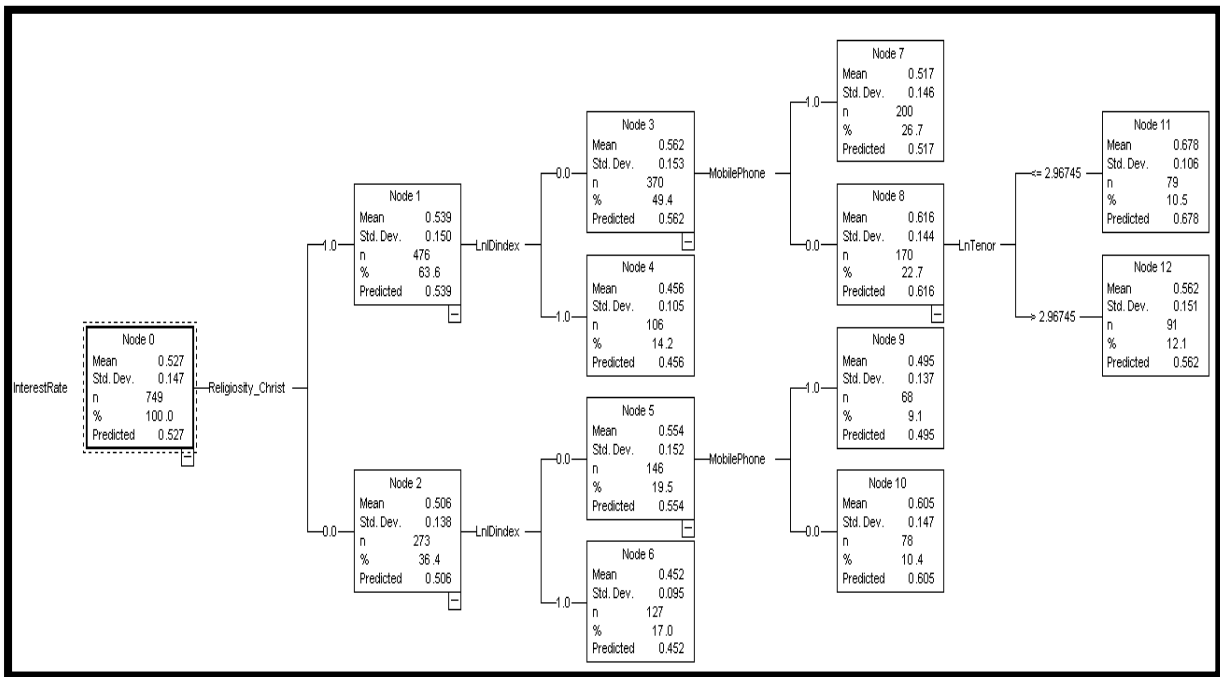 InterestRate
Node 0
Mean 0.527
Std. Dev. 0.147
n 749
% 100.0
Predicted 0.527
Religiosity_Christ
1.0
Node 1
Mean 0.539
Std. Dev. 0.150
n 476
% 63.6
Predicted 0.539
LnIDindex
0.0
Node 3
Mean 0.562
Std. Dev. 0.153
n 370
% 49.4
Predicted 0.562
MobilePhone
1.0
Node 7
Mean 0.517
Std. Dev. 0.146
n 200
% 26.7
Predicted 0.517
0.0
Node 8
Mean 0.616
Std. Dev. 0.144
n 170
% 22.7
Predicted 0.616
LnTenor
<= 2.96745
Node 11
Mean 0.678
Std. Dev. 0.106
n 79
% 10.5
Predicted 0.678
> 2.96745
Node 12
Mean 0.562
Std. Dev. 0.151
n 91
% 12.1
Predicted 0.562
1.0
Node 4
Mean 0.456
Std. Dev. 0.105
n 106
% 14.2
Predicted 0.456
0.0
Node 2
Mean 0.506
Std. Dev. 0.138
n 273
% 36.4
Predicted 0.506
LnIDindex
0.0
Node 5
Mean 0.554
Std. Dev. 0.152
n 146
% 19.5
Predicted 0.554
MobilePhone
1.0
Node 9
Mean 0.495
Std. Dev. 0.137
n 68
% 9.1
Predicted 0.495
0.0
Node 10
Mean 0.605
Std. Dev. 0.147
n 78
% 10.4
Predicted 0.605
1.0
Node 6
Mean 0.452
Std. Dev. 0.095
n 127
% 17.0
Predicted 0.452